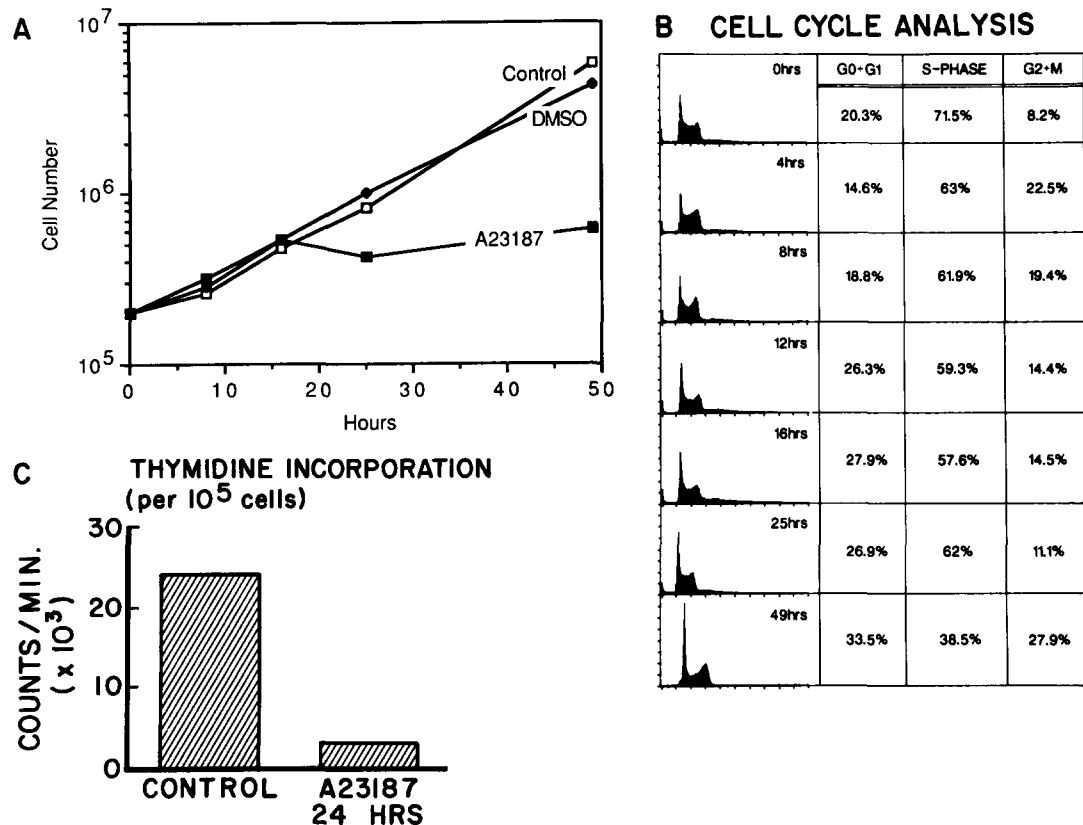 A
10^7
10^6
10^5
Cell Number
0 10 20 30 40 50
Hours
Control
DMSO
A23187
B CELL CYCLE ANALYSIS
0hrs G0+G1 S-PHASE G2+M
20.3% 71.5% 8.2%
4hrs
14.6% 63% 22.5%
8hrs
18.8% 61.9% 19.4%
12hrs
26.3% 59.3% 14.4%
16hrs
27.9% 57.6% 14.5%
25hrs
26.9% 62% 11.1%
49hrs
33.5% 38.5% 27.9%
C THYMIDINE INCORPORATION
(per 10^5 cells)
COUNTS/MIN.
(x 10^3)
30
20
10
0
CONTROL
A23187
24 HRS